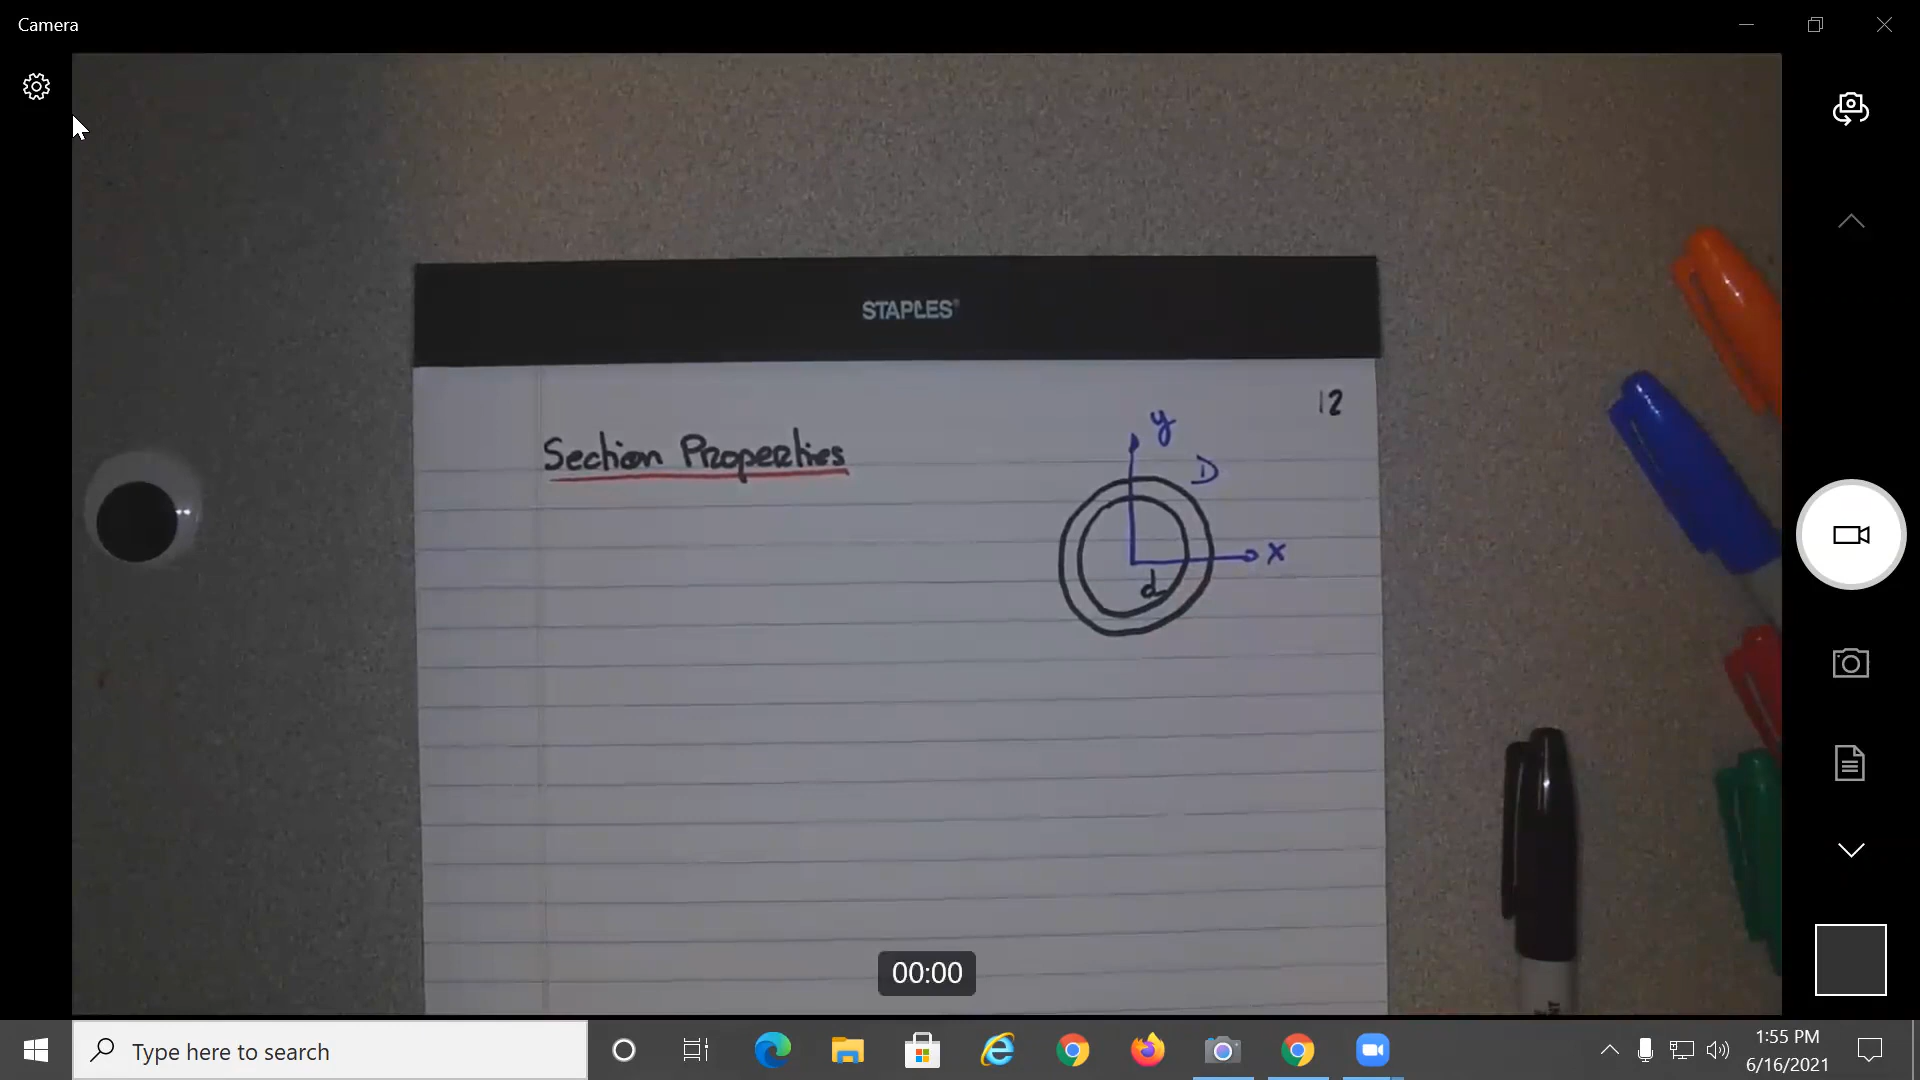 Camera
STAPLES
12
y
Section Properties
D
x
d
00:00
Type here to search
1:55 PM
6/16/2021